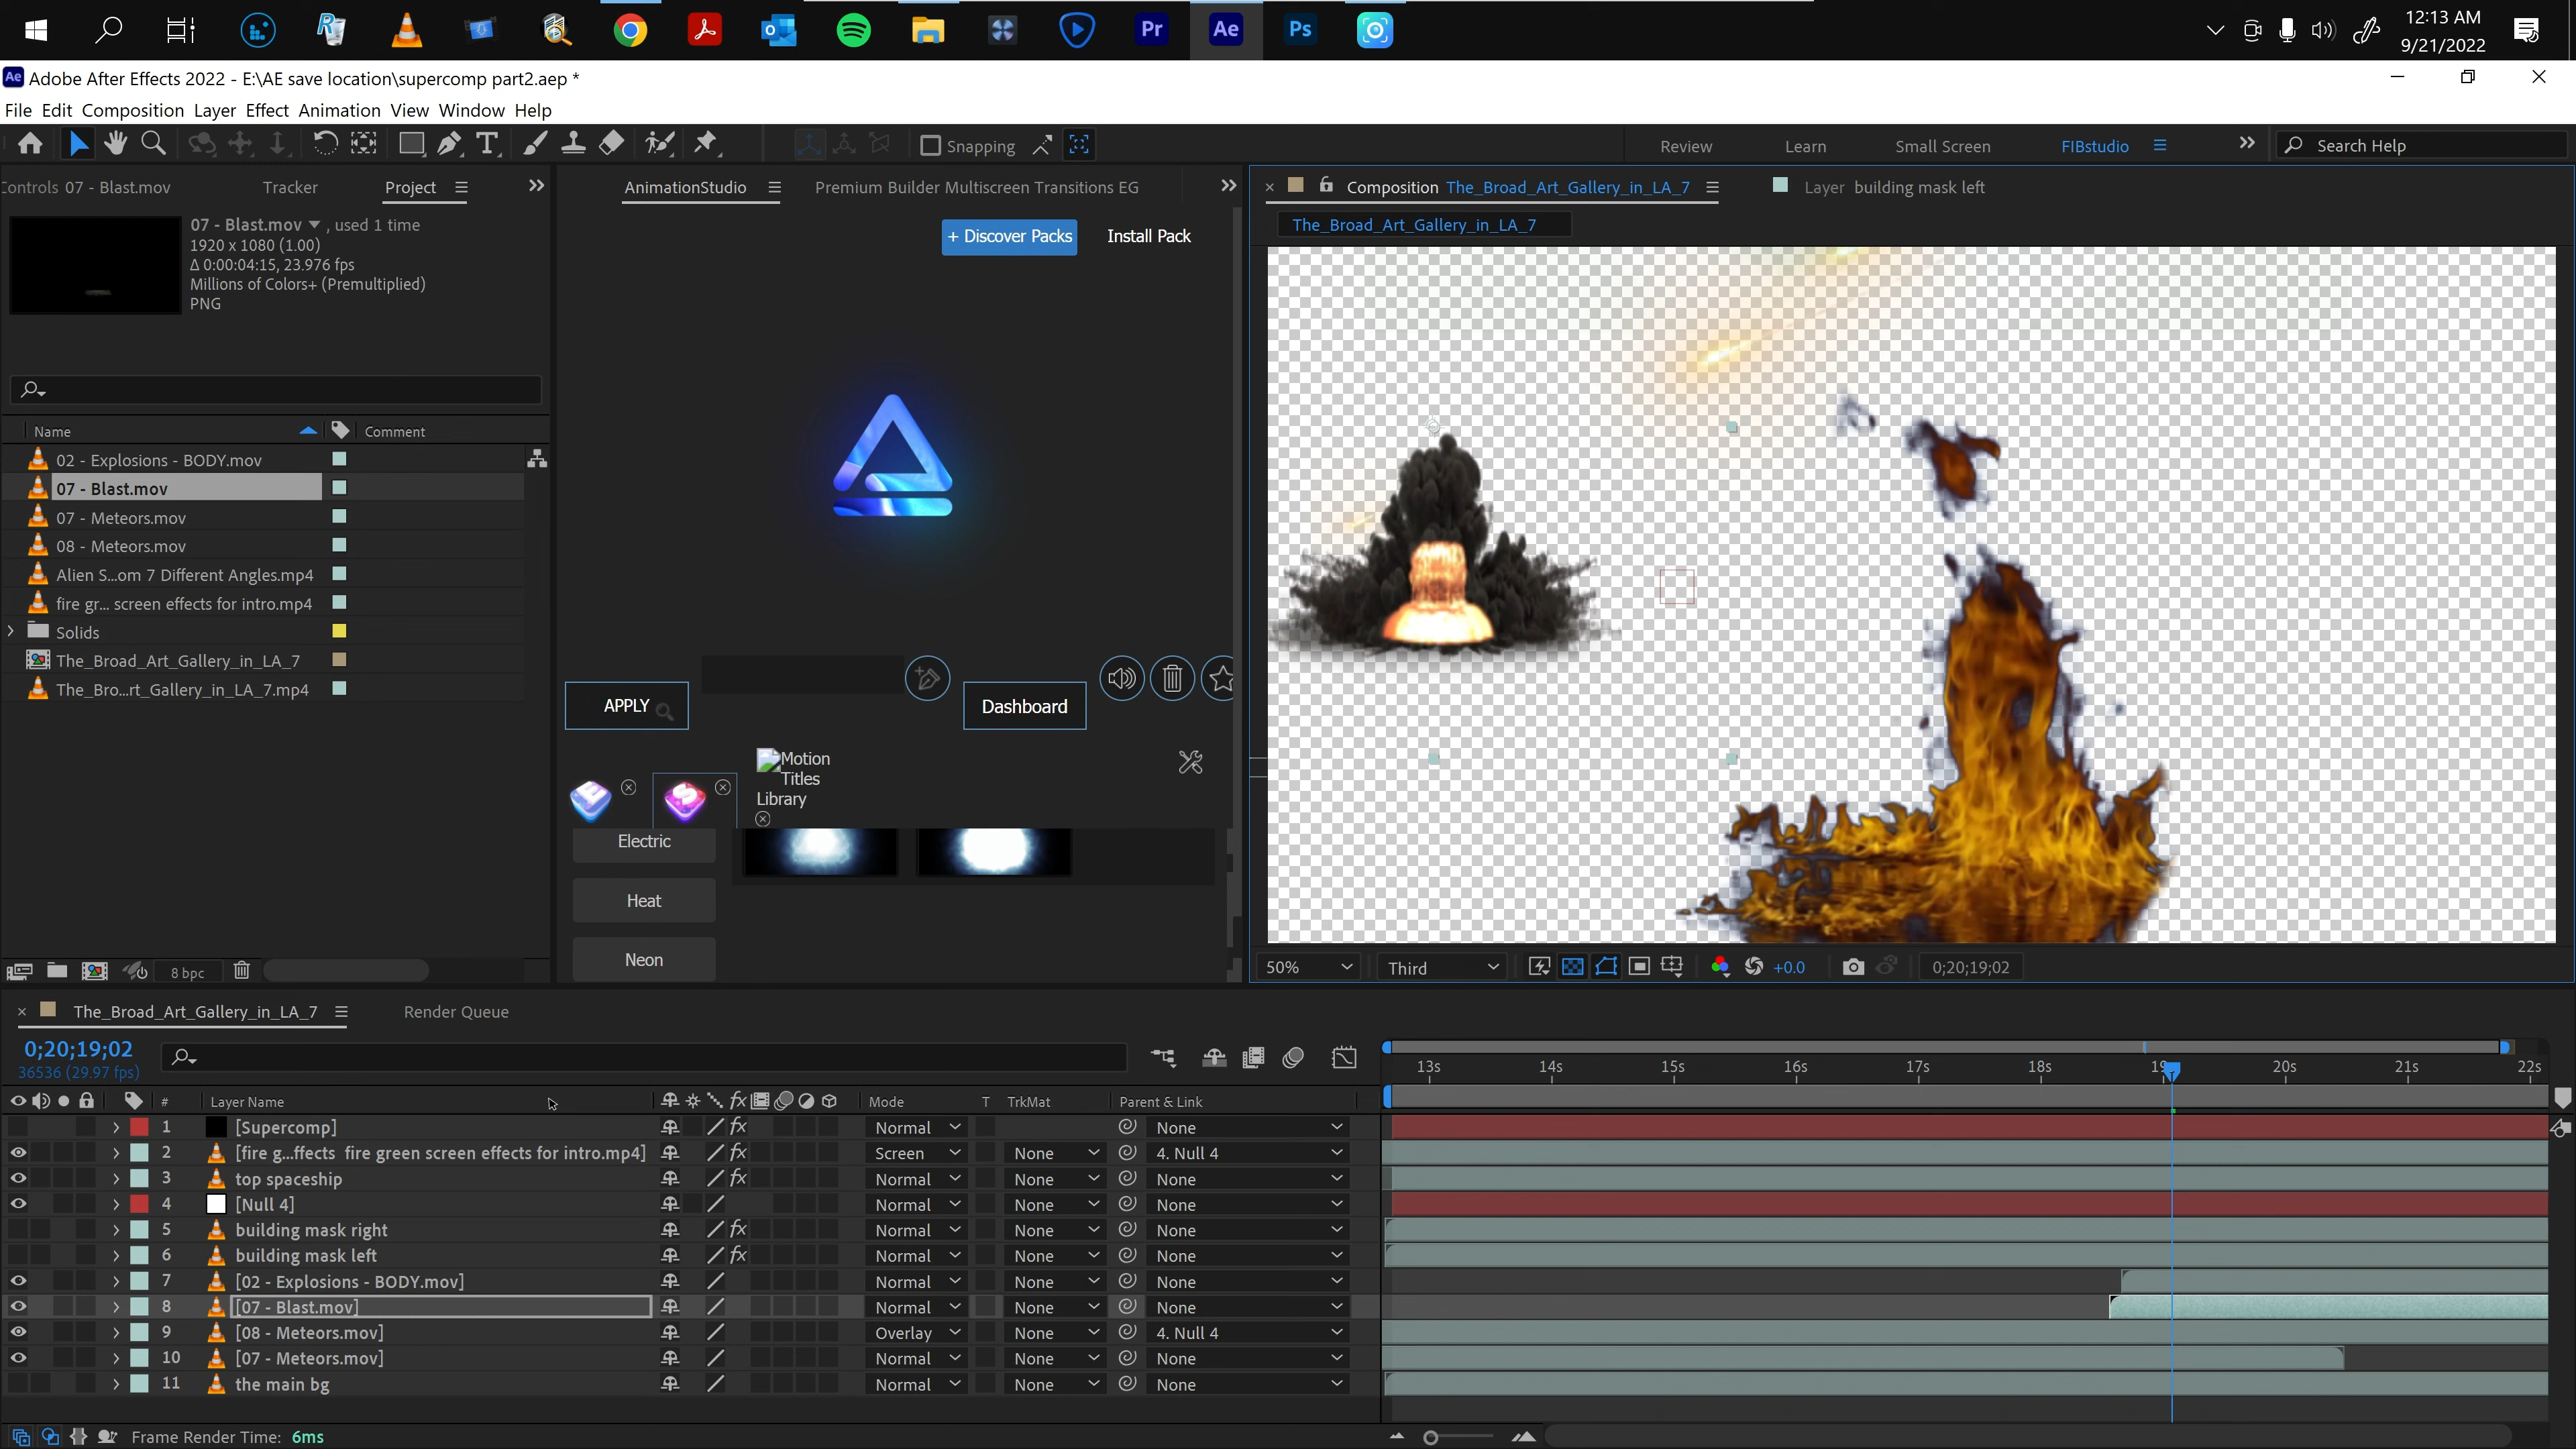 Pr
Ae
Ps
12:13 AM
9/21/2022
Ae Adobe After Effects 2022 - E:\AE save location\supercomp part2.aep *
File Edit Composition Layer Effect Animation View Window Help
T
Snapping
Review
Learn
Small Screen
FIBstudio
Search Help
Controls 07 - Blast.mov
Tracker
Project
07 - Blast.mov , used 1 time
1920 x 1080 (1.00)
Δ 0:00:04:15, 23.976 fps
Millions of Colors+ (Premultiplied)
PNG
Name
Comment
02 - Explosions - BODY.mov
07 - Blast.mov
07 - Meteors.mov
08 - Meteors.mov
Alien S...om 7 Different Angles.mp4
fire gr... screen effects for intro.mp4
Solids
The_Broad_Art_Gallery_in_LA_7
The_Bro...rt_Gallery_in_LA_7.mp4
8 bpc
AnimationStudio
Premium Builder Multiscreen Transitions EG
+ Discover Packs
Install Pack
APPLY
Dashboard
E
S
Motion
Titles
Library
Electric
Heat
Neon
Composition The_Broad_Art_Gallery_in_LA_7
Layer building mask left
The_Broad_Art_Gallery_in_LA_7
50%
Third
+0.0
0;20;19;02
The_Broad_Art_Gallery_in_LA_7
Render Queue
0;20;19;02
36536 (29.97 fps)
13s 14s 15s 16s 17s 18s 19 20s 21s 22s
# Layer Name fx Mode T TrkMat Parent & Link
1 [Supercomp] fx Normal None
2 [fire g...ffects fire green screen effects for intro.mp4] fx Screen None 4. Null 4
3 top spaceship fx Normal None None
4 [Null 4] Normal None None
5 building mask right fx Normal None None
6 building mask left fx Normal None None
7 [02 - Explosions - BODY.mov] Normal None None
8 [07 - Blast.mov] Normal None None
9 [08 - Meteors.mov] Overlay None 4. Null 4
10 [07 - Meteors.mov] Normal None None
11 the main bg Normal None None
Frame Render Time: 6ms